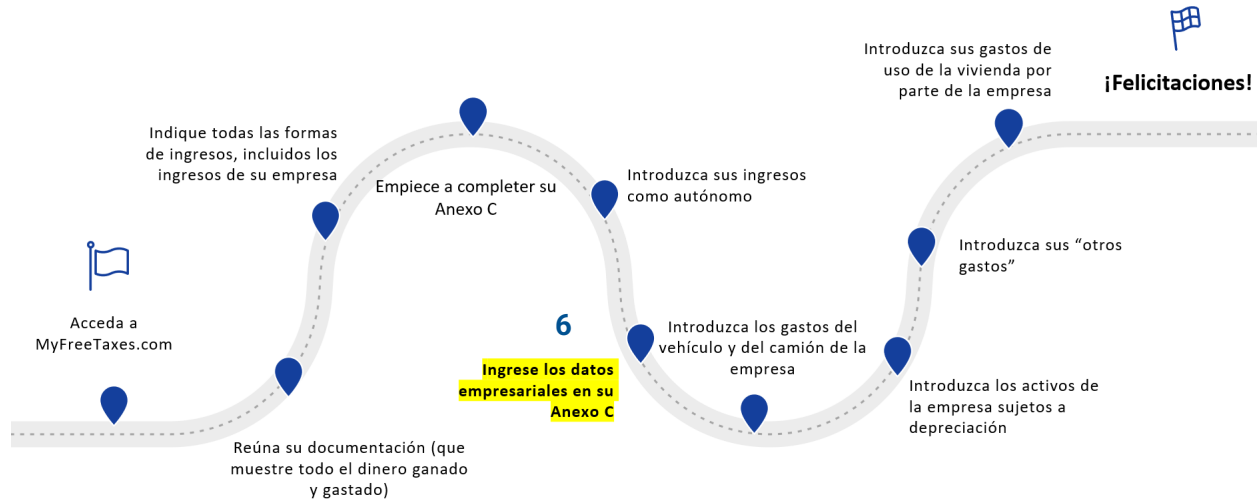 Acceda a
MyFreeTaxes.com
Reúna su documentación (que
muestre todo el dinero ganado
y gastado)
Indique todas las formas
de ingresos, incluidos los
ingresos de su empresa
Empiece a completer su
Anexo C
Introduzca sus ingresos
como autónomo
6
Ingrese los datos
empresariales en su
Anexo C
Introduzca los gastos del
vehículo y del camión de la
empresa
Introduzca los activos de
la empresa sujetos a
depreciación
Introduzca sus “otros
gastos”
Introduzca sus gastos de
uso de la vivienda por
parte de la empresa
¡Felicitaciones!